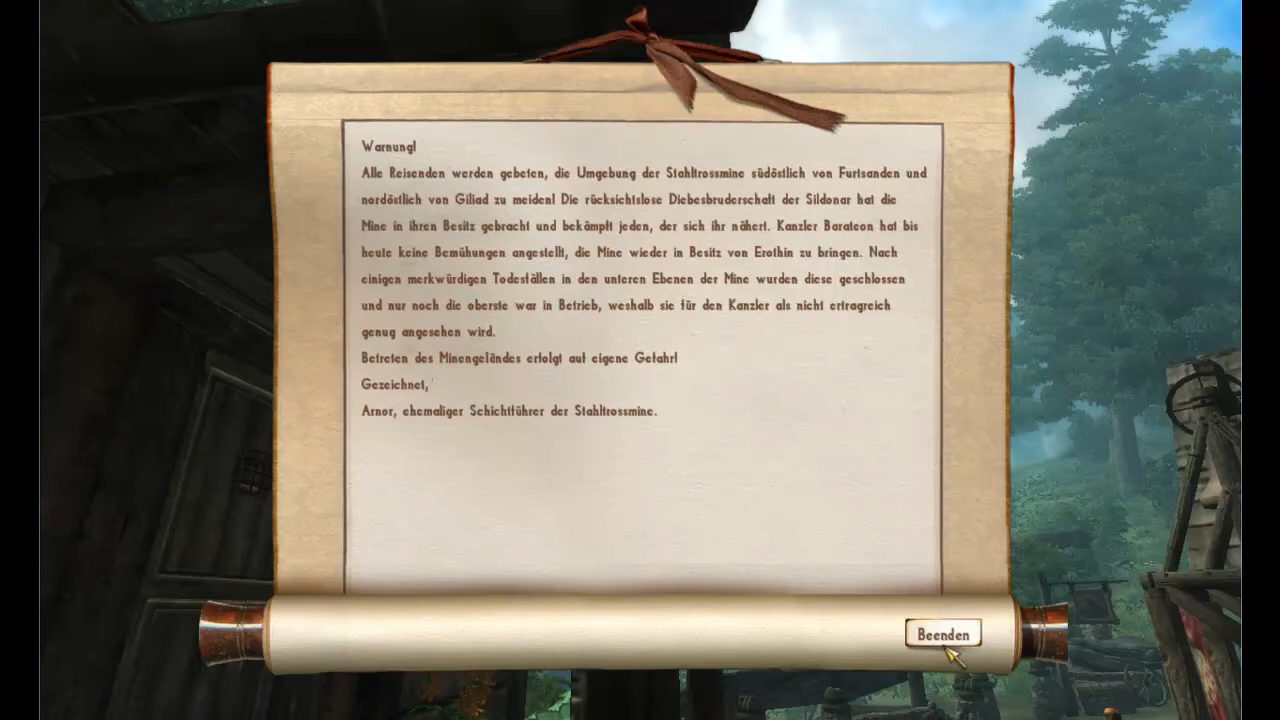 Warnung!
Alle Reisenden werden gebeten, die Umgebung der Stahltrossmine südöstlich von Furtsanden und
nordöstlich von Giliad zu meiden! Die rücksichtslose Diebesbruderschaft der Sildonar hat die
Mine in ihren Besitz gebracht und bekämpft jeden, der sich ihr nähert. Kanzler Barateon hat bis
heute keine Bemühungen angestellt, die Mine wieder in Besitz von Erothin zu bringen. Nach
einigen merkwürdigen Todesfällen in den unteren Ebenen der Mine wurden diese geschlossen
und nur noch die oberste war in Betrieb, weshalb sie für den Kanzler als nicht ertragreich
genug angesehen wird.
Betreten des Minengeländes erfolgt auf eigene Gefahr!
Gezeichnet,
Arnor, ehemaliger Schichtführer der Stahltrossmine.
Beenden